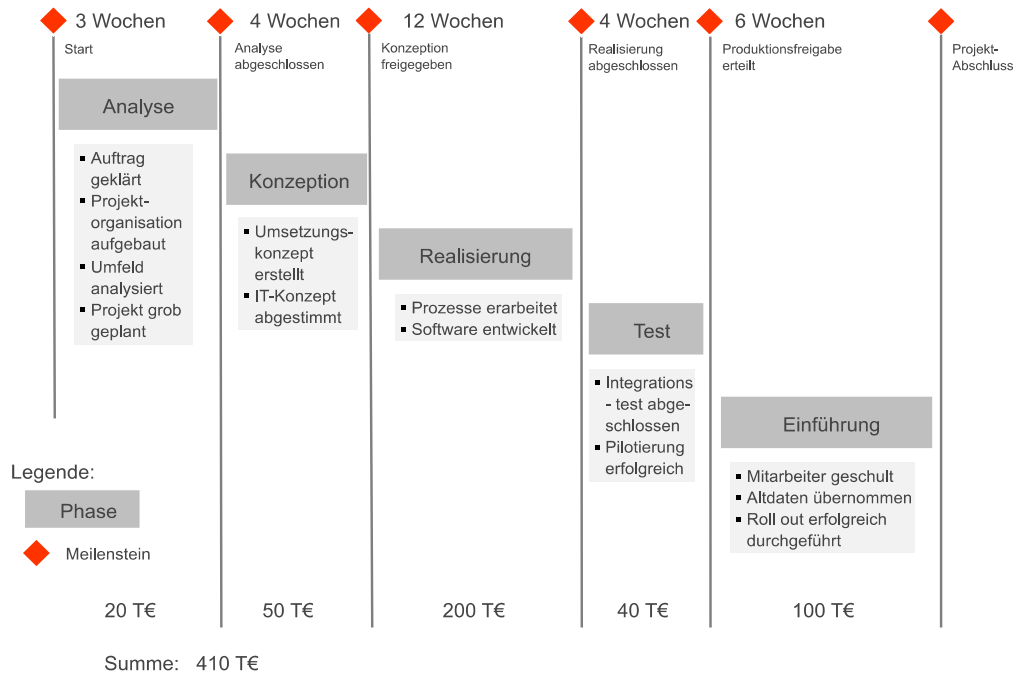 3 Wochen
4 Wochen
12 Wochen
4 Wochen
6 Wochen
Start
Analyse
abgeschlossen
Konzeption
freigegeben
Realisierung
abgeschlossen
Produktionsfreigabe
erteilt
Projekt-
Abschluss
Analyse
▪ Auftrag
geklärt
▪ Projekt-
organisation
aufgebaut
▪ Umfeld
analysiert
▪ Projekt grob
geplant
Konzeption
▪ Umsetzungs-
konzept
erstellt
▪ IT-Konzept
abgestimmt
Realisierung
▪ Prozesse erarbeitet
▪ Software entwickelt
Test
▪ Integrations
- test abge-
schlossen
▪ Pilotierung
erfolgreich
Einführung
▪ Mitarbeiter geschult
▪ Altdaten übernommen
▪ Roll out erfolgreich
durchgeführt
Legende:
Phase
Meilenstein
20 T€
50 T€
200 T€
40 T€
100 T€
Summe: 410 T€